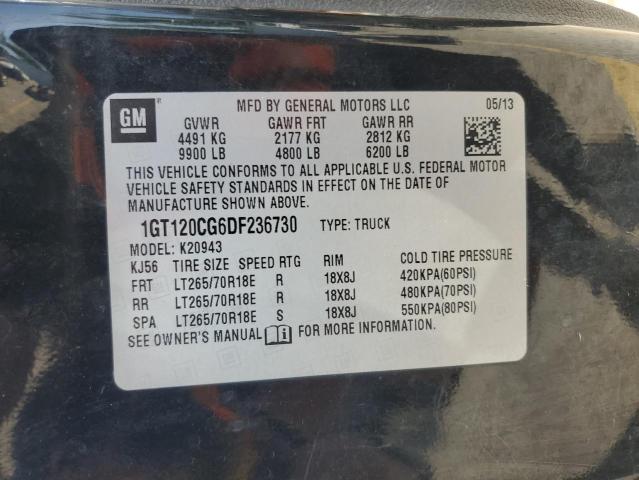 GM
MFD BY GENERAL MOTORS LLC 05/13
GVWR GAWR FRT GAWR RR
4491 KG 2177 KG 2812 KG
9900 LB 4800 LB 6200 LB
THIS VEHICLE CONFORMS TO ALL APPLICABLE U.S. FEDERAL MOTOR
VEHICLE SAFETY STANDARDS IN EFFECT ON THE DATE OF
MANUFACTURE SHOWN ABOVE.
1GT120CG6DF236730 TYPE: TRUCK
MODEL: K20943
KJ56 TIRE SIZE SPEED RTG RIM COLD TIRE PRESSURE
FRT LT265/70R18E R 18X8J 420KPA(60PSI)
RR LT265/70R18E R 18X8J 480KPA(70PSI)
SPA LT265/70R18E S 18X8J 550KPA(80PSI)
SEE OWNER'S MANUAL FOR MORE INFORMATION.